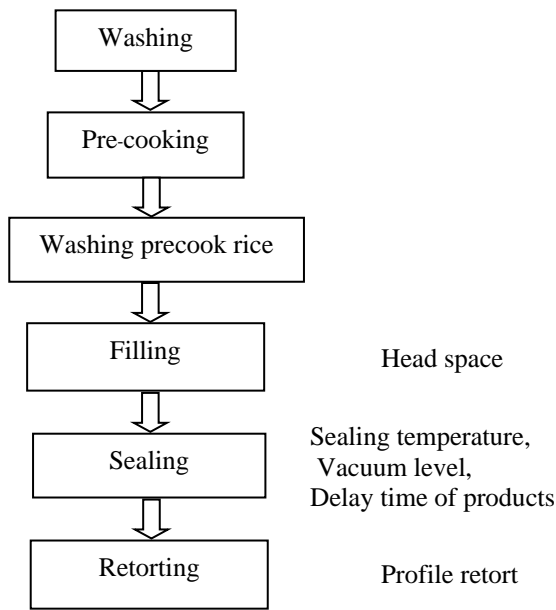 Washing
Pre-cooking
Washing precook rice
Filling
Head space
Sealing temperature,
Vacuum level,
Delay time of products
Sealing
Retorting
Profile retort